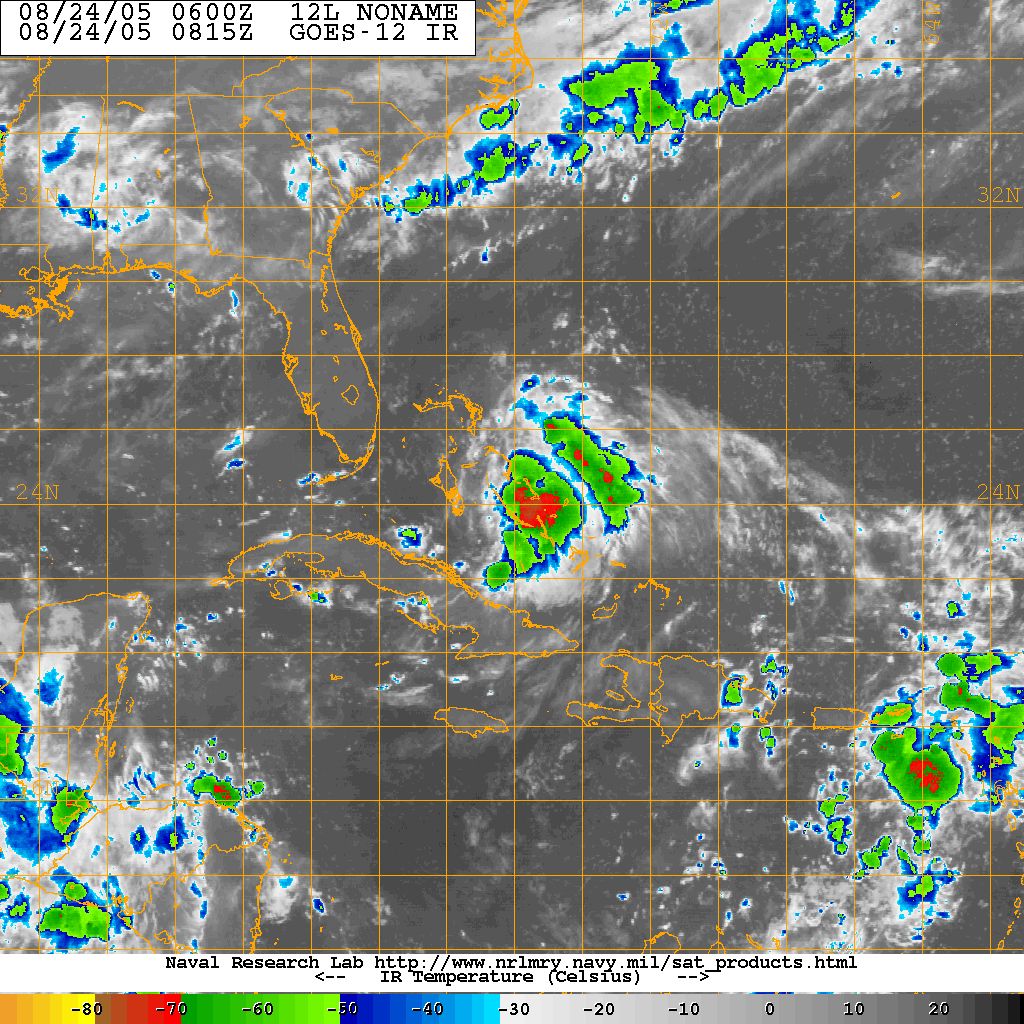 08/24/05 0600Z 12L NONAME
08/24/05 0815Z GOES-12 IR
32N 32N
24N 24N
Naval Research Lab http://www.nrlmry.navy.mil/sat_products.html
<-- IR Temperature (Celsius) -->
-80 -70 -60 -50 -40 -30 -20 -10 0 10 20